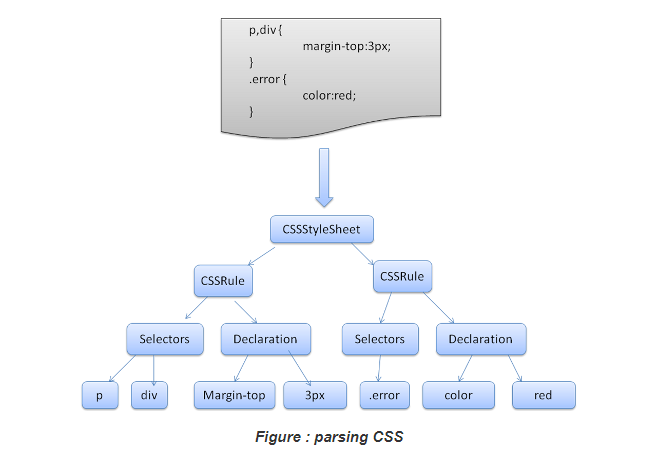 p,div {
margin-top:3px;
}
.error {
color:red;
}
CSSStyleSheet
CSSRule
CSSRule
Selectors
Declaration
Selectors
Declaration
p
div
Margin-top
3px
.error
color
red
Figure : parsing CSS